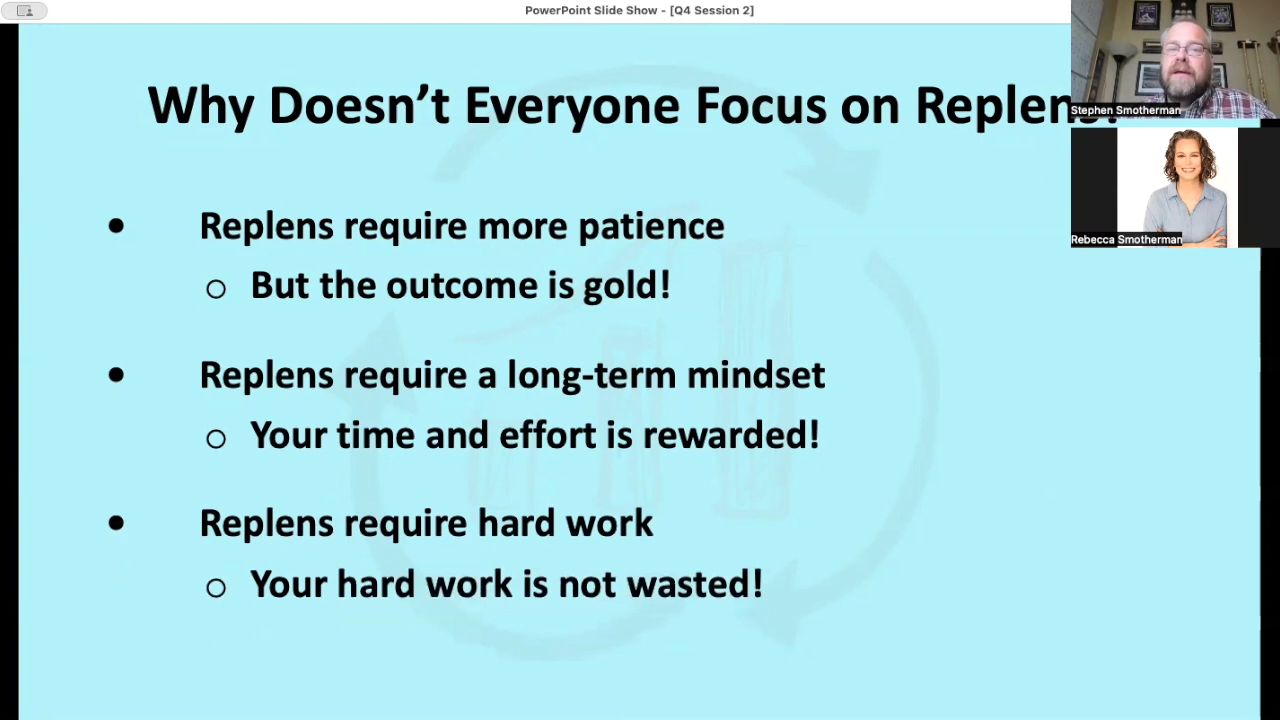 PowerPoint Slide Show - [Q4 Session 2]
Why Doesn’t Everyone Focus on Replens?
Stephen Smotherman
Rebecca Smotherman
• Replens require more patience
○ But the outcome is gold!
• Replens require a long-term mindset
○ Your time and effort is rewarded!
• Replens require hard work
○ Your hard work is not wasted!